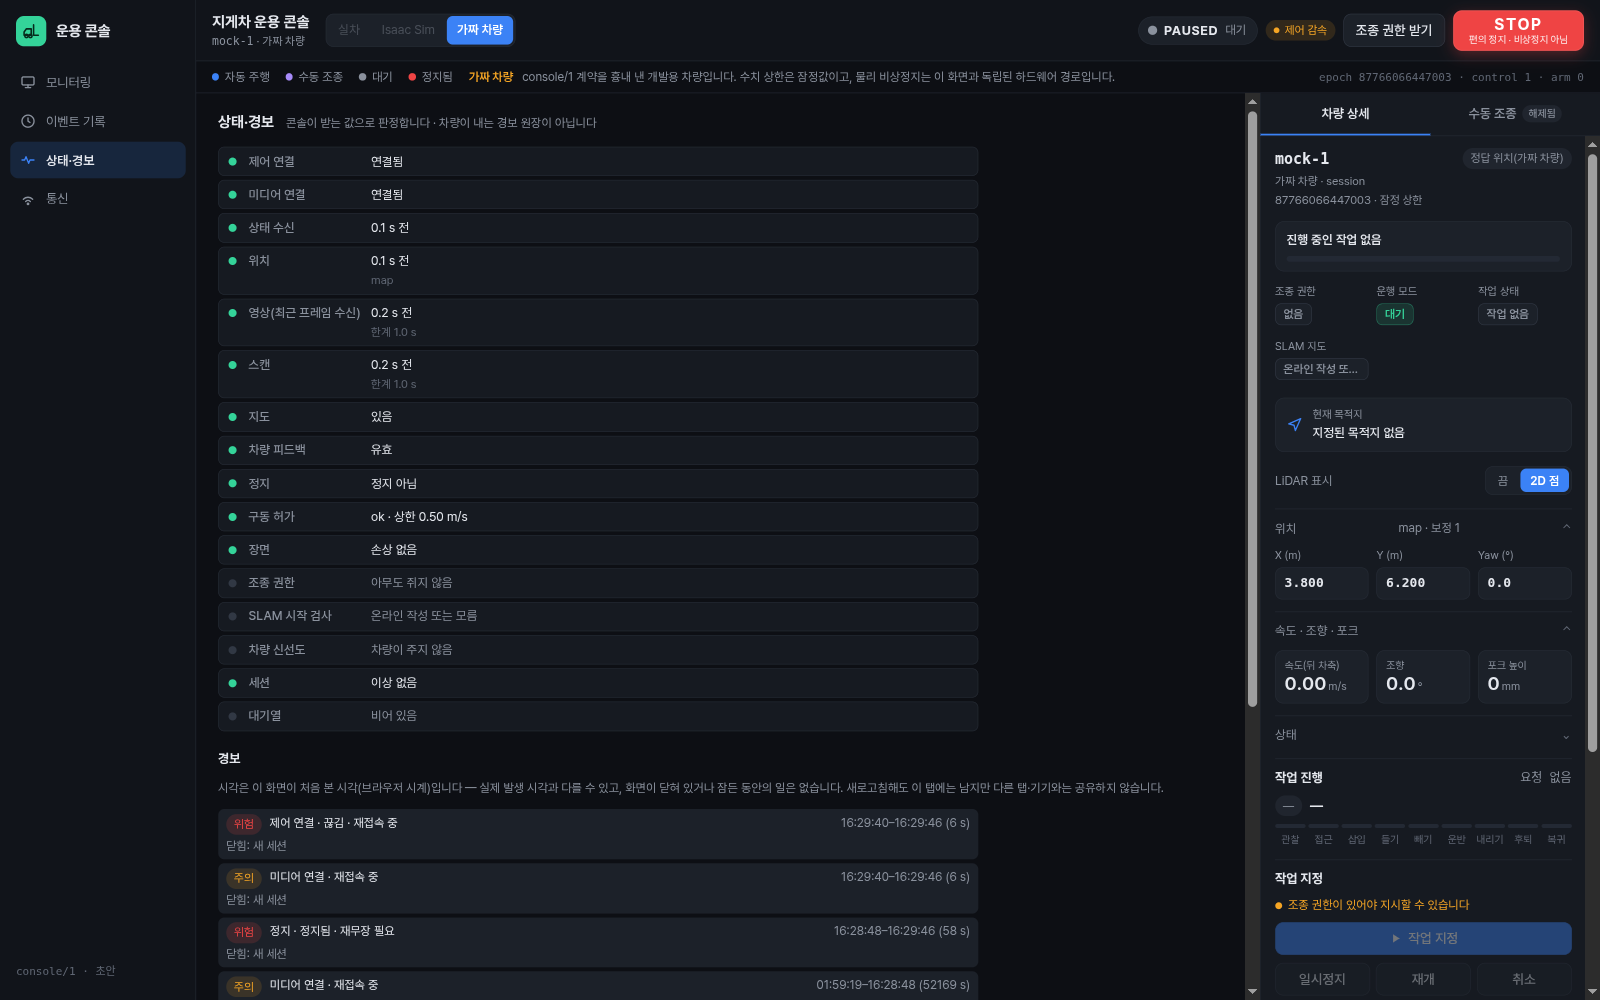 운용 콘솔
모니터링
이벤트 기록
상태·경보
통신
console/1 · 초안
지게차 운용 콘솔
mock-1 · 가짜 차량
실차 Isaac Sim 가짜 차량
PAUSED 대기
제어 감속
조종 권한 받기
STOP
편의 정지 · 비상정지 아님
자동 주행 수동 조종 대기 정지됨 가짜 차량 console/1 계약을 흉내 낸 개발용 차량입니다. 수치 상한은 잠정값이고, 물리 비상정지는 이 화면과 독립된 하드웨어 경로입니다.
epoch 87766066447003 · control 1 · arm 0
상태·경보 콘솔이 받는 값으로 판정합니다 · 차량이 내는 경보 원장이 아닙니다
제어 연결 연결됨
미디어 연결 연결됨
상태 수신 0.1 s 전
위치 0.1 s 전
map
영상(최근 프레임 수신) 0.2 s 전
한계 1.0 s
스캔 0.2 s 전
한계 1.0 s
지도 있음
차량 피드백 유효
정지 정지 아님
구동 허가 ok · 상한 0.50 m/s
장면 손상 없음
조종 권한 아무도 쥐지 않음
SLAM 시작 검사 온라인 작성 또는 모름
차량 신선도 차량이 주지 않음
세션 이상 없음
대기열 비어 있음
경보
시각은 이 화면이 처음 본 시각(브라우저 시계)입니다 — 실제 발생 시각과 다를 수 있고, 화면이 닫혀 있거나 잠든 동안의 일은 없습니다. 새로고침해도 이 탭에는 남지만 다른 탭·기기와는 공유하지 않습니다.
위험 제어 연결 · 끊김 · 재접속 중 16:29:40–16:29:46 (6 s)
닫힘: 새 세션
주의 미디어 연결 · 재접속 중 16:29:40–16:29:46 (6 s)
닫힘: 새 세션
위험 정지 · 정지됨 · 재무장 필요 16:28:48–16:29:46 (58 s)
닫힘: 새 세션
주의 미디어 연결 · 재접속 중 01:59:19–16:28:48 (52169 s)
차량 상세 수동 조종 해제됨
mock-1 정답 위치(가짜 차량)
가짜 차량 · session
87766066447003 · 잠정 상한
진행 중인 작업 없음
조종 권한 운행 모드 작업 상태
없음 대기 작업 없음
SLAM 지도
온라인 작성 또...
현재 목적지
지정된 목적지 없음
LiDAR 표시 끔 2D 점
위치 map · 보정 1
X (m) Y (m) Yaw (°)
3.800 6.200 0.0
속도 · 조향 · 포크
속도(뒤 차축) 조향 포크 높이
0.00 m/s 0.0 ° 0 mm
상태
작업 진행 요청 없음
— —
관찰 접근 삽입 들기 빼기 운반 내리기 후퇴 복귀
작업 지정
조종 권한이 있어야 지시할 수 있습니다
작업 지정
일시정지 재개 취소